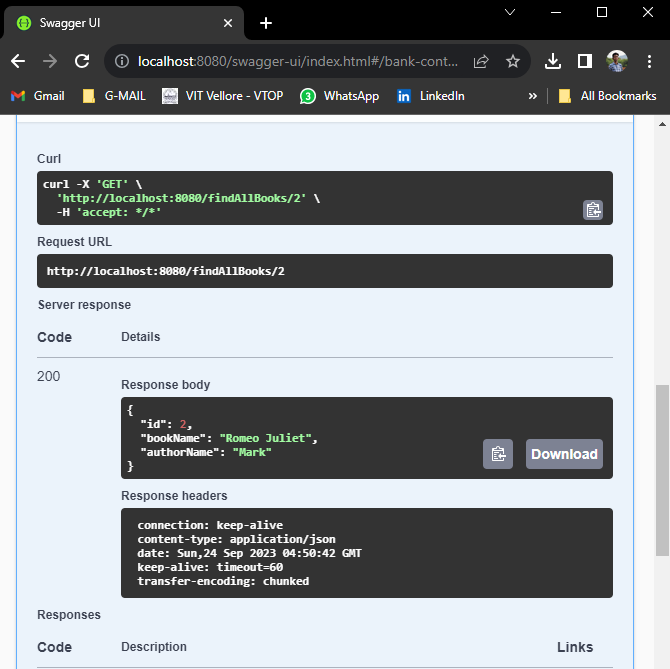 Swagger UI
localhost:8080/swagger-ui/index.html#/bank-cont...
Gmail G-MAIL VIT Vellore - VTOP 3 WhatsApp LinkedIn » All Bookmarks
Curl
curl -X 'GET' \
'http://localhost:8080/findAllBooks/2' \
-H 'accept: */*'
Request URL
http://localhost:8080/findAllBooks/2
Server response
Code Details
200
Response body
{
"id": 2,
"bookName": "Romeo Juliet",
"authorName": "Mark"
}
Download
Response headers
connection: keep-alive
content-type: application/json
date: Sun,24 Sep 2023 04:50:42 GMT
keep-alive: timeout=60
transfer-encoding: chunked
Responses
Code Description Links